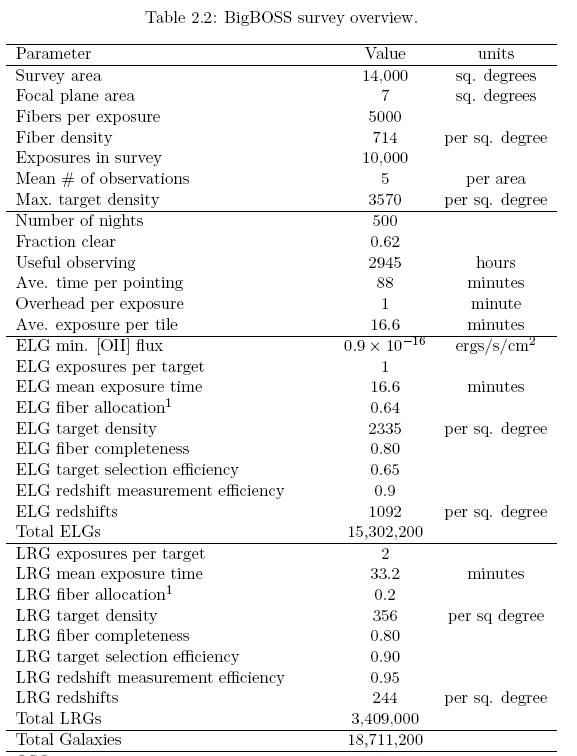 Table 2.2: BigBOSS survey overview.
Parameter Value units
Survey area 14,000 sq. degrees
Focal plane area 7 sq. degrees
Fibers per exposure 5000
Fiber density 714 per sq. degree
Exposures in survey 10,000
Mean # of observations 5 per area
Max. target density 3570 per sq. degree
Number of nights 500
Fraction clear 0.62
Useful observing 2945 hours
Ave. time per pointing 88 minutes
Overhead per exposure 1 minute
Ave. exposure per tile 16.6 minutes
ELG min. [OII] flux 0.9 × 10⁻¹⁶ ergs/s/cm²
ELG exposures per target 1
ELG mean exposure time 16.6 minutes
ELG fiber allocation¹ 0.64
ELG target density 2335 per sq. degree
ELG fiber completeness 0.80
ELG target selection efficiency 0.65
ELG redshift measurement efficiency 0.9
ELG redshifts 1092 per sq. degree
Total ELGs 15,302,200
LRG exposures per target 2
LRG mean exposure time 33.2 minutes
LRG fiber allocation¹ 0.2
LRG target density 356 per sq degree
LRG fiber completeness 0.80
LRG target selection efficiency 0.90
LRG redshift measurement efficiency 0.95
LRG redshifts 244 per sq. degree
Total LRGs 3,409,000
Total Galaxies 18,711,200